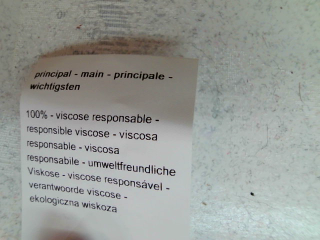 principal - main - principale -
wichtigsten
100% - viscose responsable -
responsible viscose - viscosa
responsable - viscosa
responsabile - umweltfreundliche
Viskose - viscose responsável -
verantwoorde viscose -
ekologiczna wiskoza